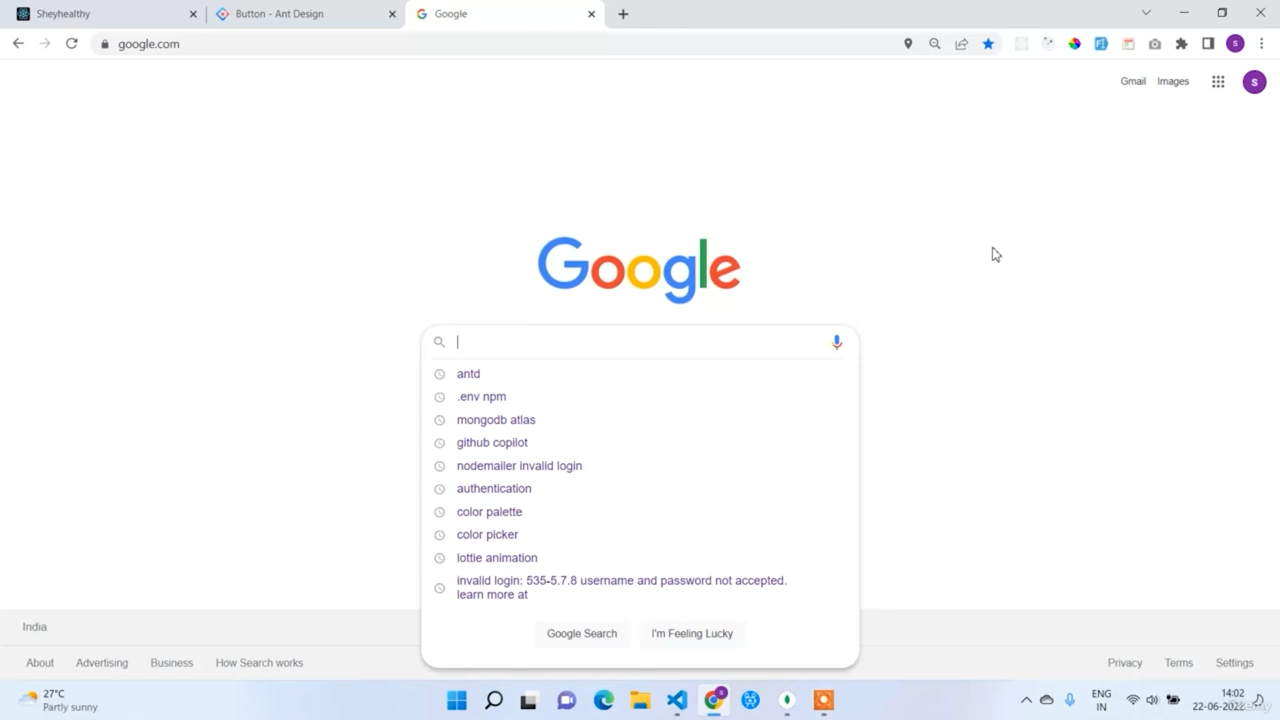 Sheyhealthy
Button - Ant Design
Google
google.com
Gmail
Images
S
Google
antd
.env npm
mongodb atlas
github copilot
nodemailer invalid login
authentication
color palette
color picker
lottie animation
invalid login: 535-5.7.8 username and password not accepted.
learn more at
Google Search
I'm Feeling Lucky
India
About
Advertising
Business
How Search works
Privacy
Terms
Settings
27°C
Partly sunny
ENG
IN
14:02
22-06-2022